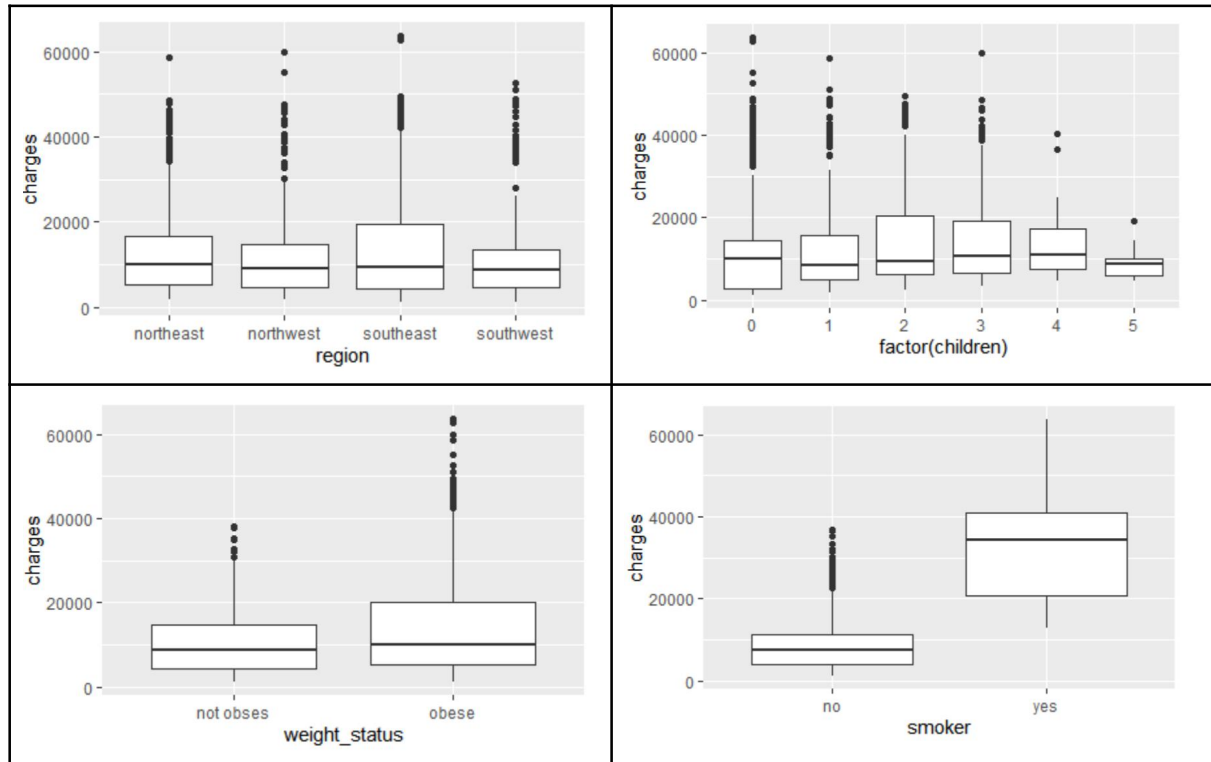 60000
40000
20000
0
charges
northeast northwest southeast southwest
region
60000
40000
20000
0
charges
0 1 2 3 4 5
factor(children)
60000
40000
20000
0
charges
not obses obese
weight_status
60000
40000
20000
0
charges
no yes
smoker